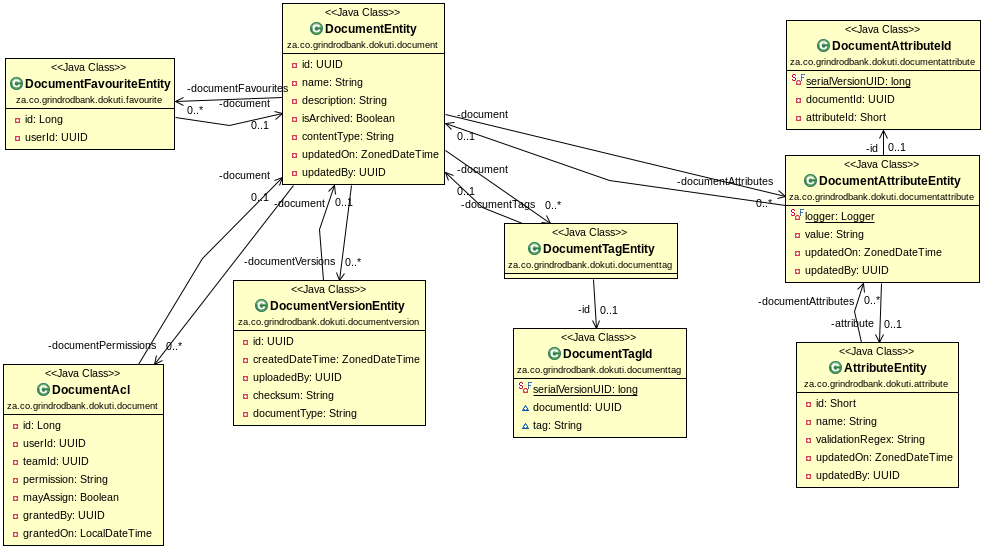 <<Java Class>>
DocumentEntity
za.co.grindrodbank.dokuti.document
id: UUID
name: String
description: String
isArchived: Boolean
contentType: String
updatedOn: ZonedDateTime
updatedBy: UUID
<<Java Class>>
DocumentFavouriteEntity
za.co.grindrodbank.dokuti.favourite
id: Long
userId: UUID
-documentFavourites
0..*
-document
0..1
<<Java Class>>
DocumentAttributeId
za.co.grindrodbank.dokuti.documentattribute
S F
serialVersionUID: long
documentId: UUID
attributeId: Short
-id
0..1
<<Java Class>>
DocumentAttributeEntity
za.co.grindrodbank.dokuti.documentattribute
S F
logger: Logger
value: String
updatedOn: ZonedDateTime
updatedBy: UUID
-document
0..1
-documentAttributes
0..*
-document
0..1
-documentTags
0..*
<<Java Class>>
DocumentTagEntity
za.co.grindrodbank.dokuti.documenttag
-id
0..1
<<Java Class>>
DocumentTagId
za.co.grindrodbank.dokuti.documenttag
S F
serialVersionUID: long
documentId: UUID
tag: String
-document
0..1
-document
0..1
-documentVersions
0..*
<<Java Class>>
DocumentVersionEntity
za.co.grindrodbank.dokuti.documentversion
id: UUID
createdDateTime: ZonedDateTime
uploadedBy: UUID
checksum: String
documentType: String
-documentPermissions
0..*
<<Java Class>>
DocumentAcl
za.co.grindrodbank.dokuti.document
id: Long
userId: UUID
teamId: UUID
permission: String
mayAssign: Boolean
grantedBy: UUID
grantedOn: LocalDateTime
-documentAttributes
0..*
-attribute
0..1
<<Java Class>>
AttributeEntity
za.co.grindrodbank.dokuti.attribute
id: Short
name: String
validationRegex: String
updatedOn: ZonedDateTime
updatedBy: UUID